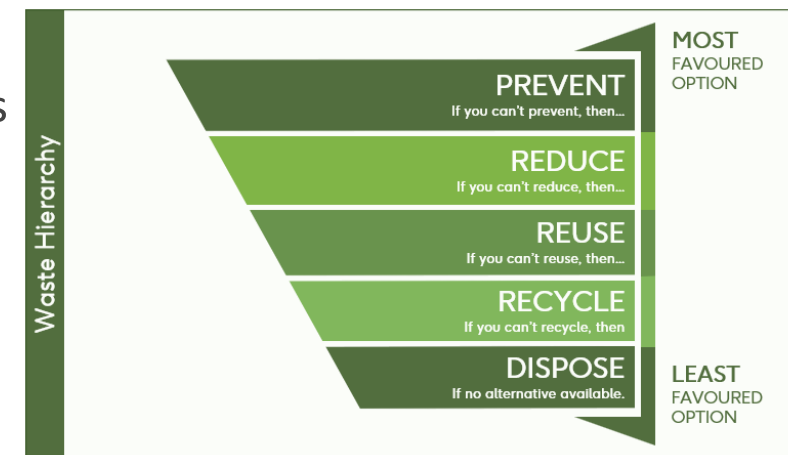 s
Waste Hierarchy
PREVENT
If you can't prevent, then...
REDUCE
If you can't reduce, then...
REUSE
If you can't reuse, then...
RECYCLE
If you can't recycle, then
DISPOSE
If no alternative available.
MOST
FAVOURED
OPTION
LEAST
FAVOURED
OPTION